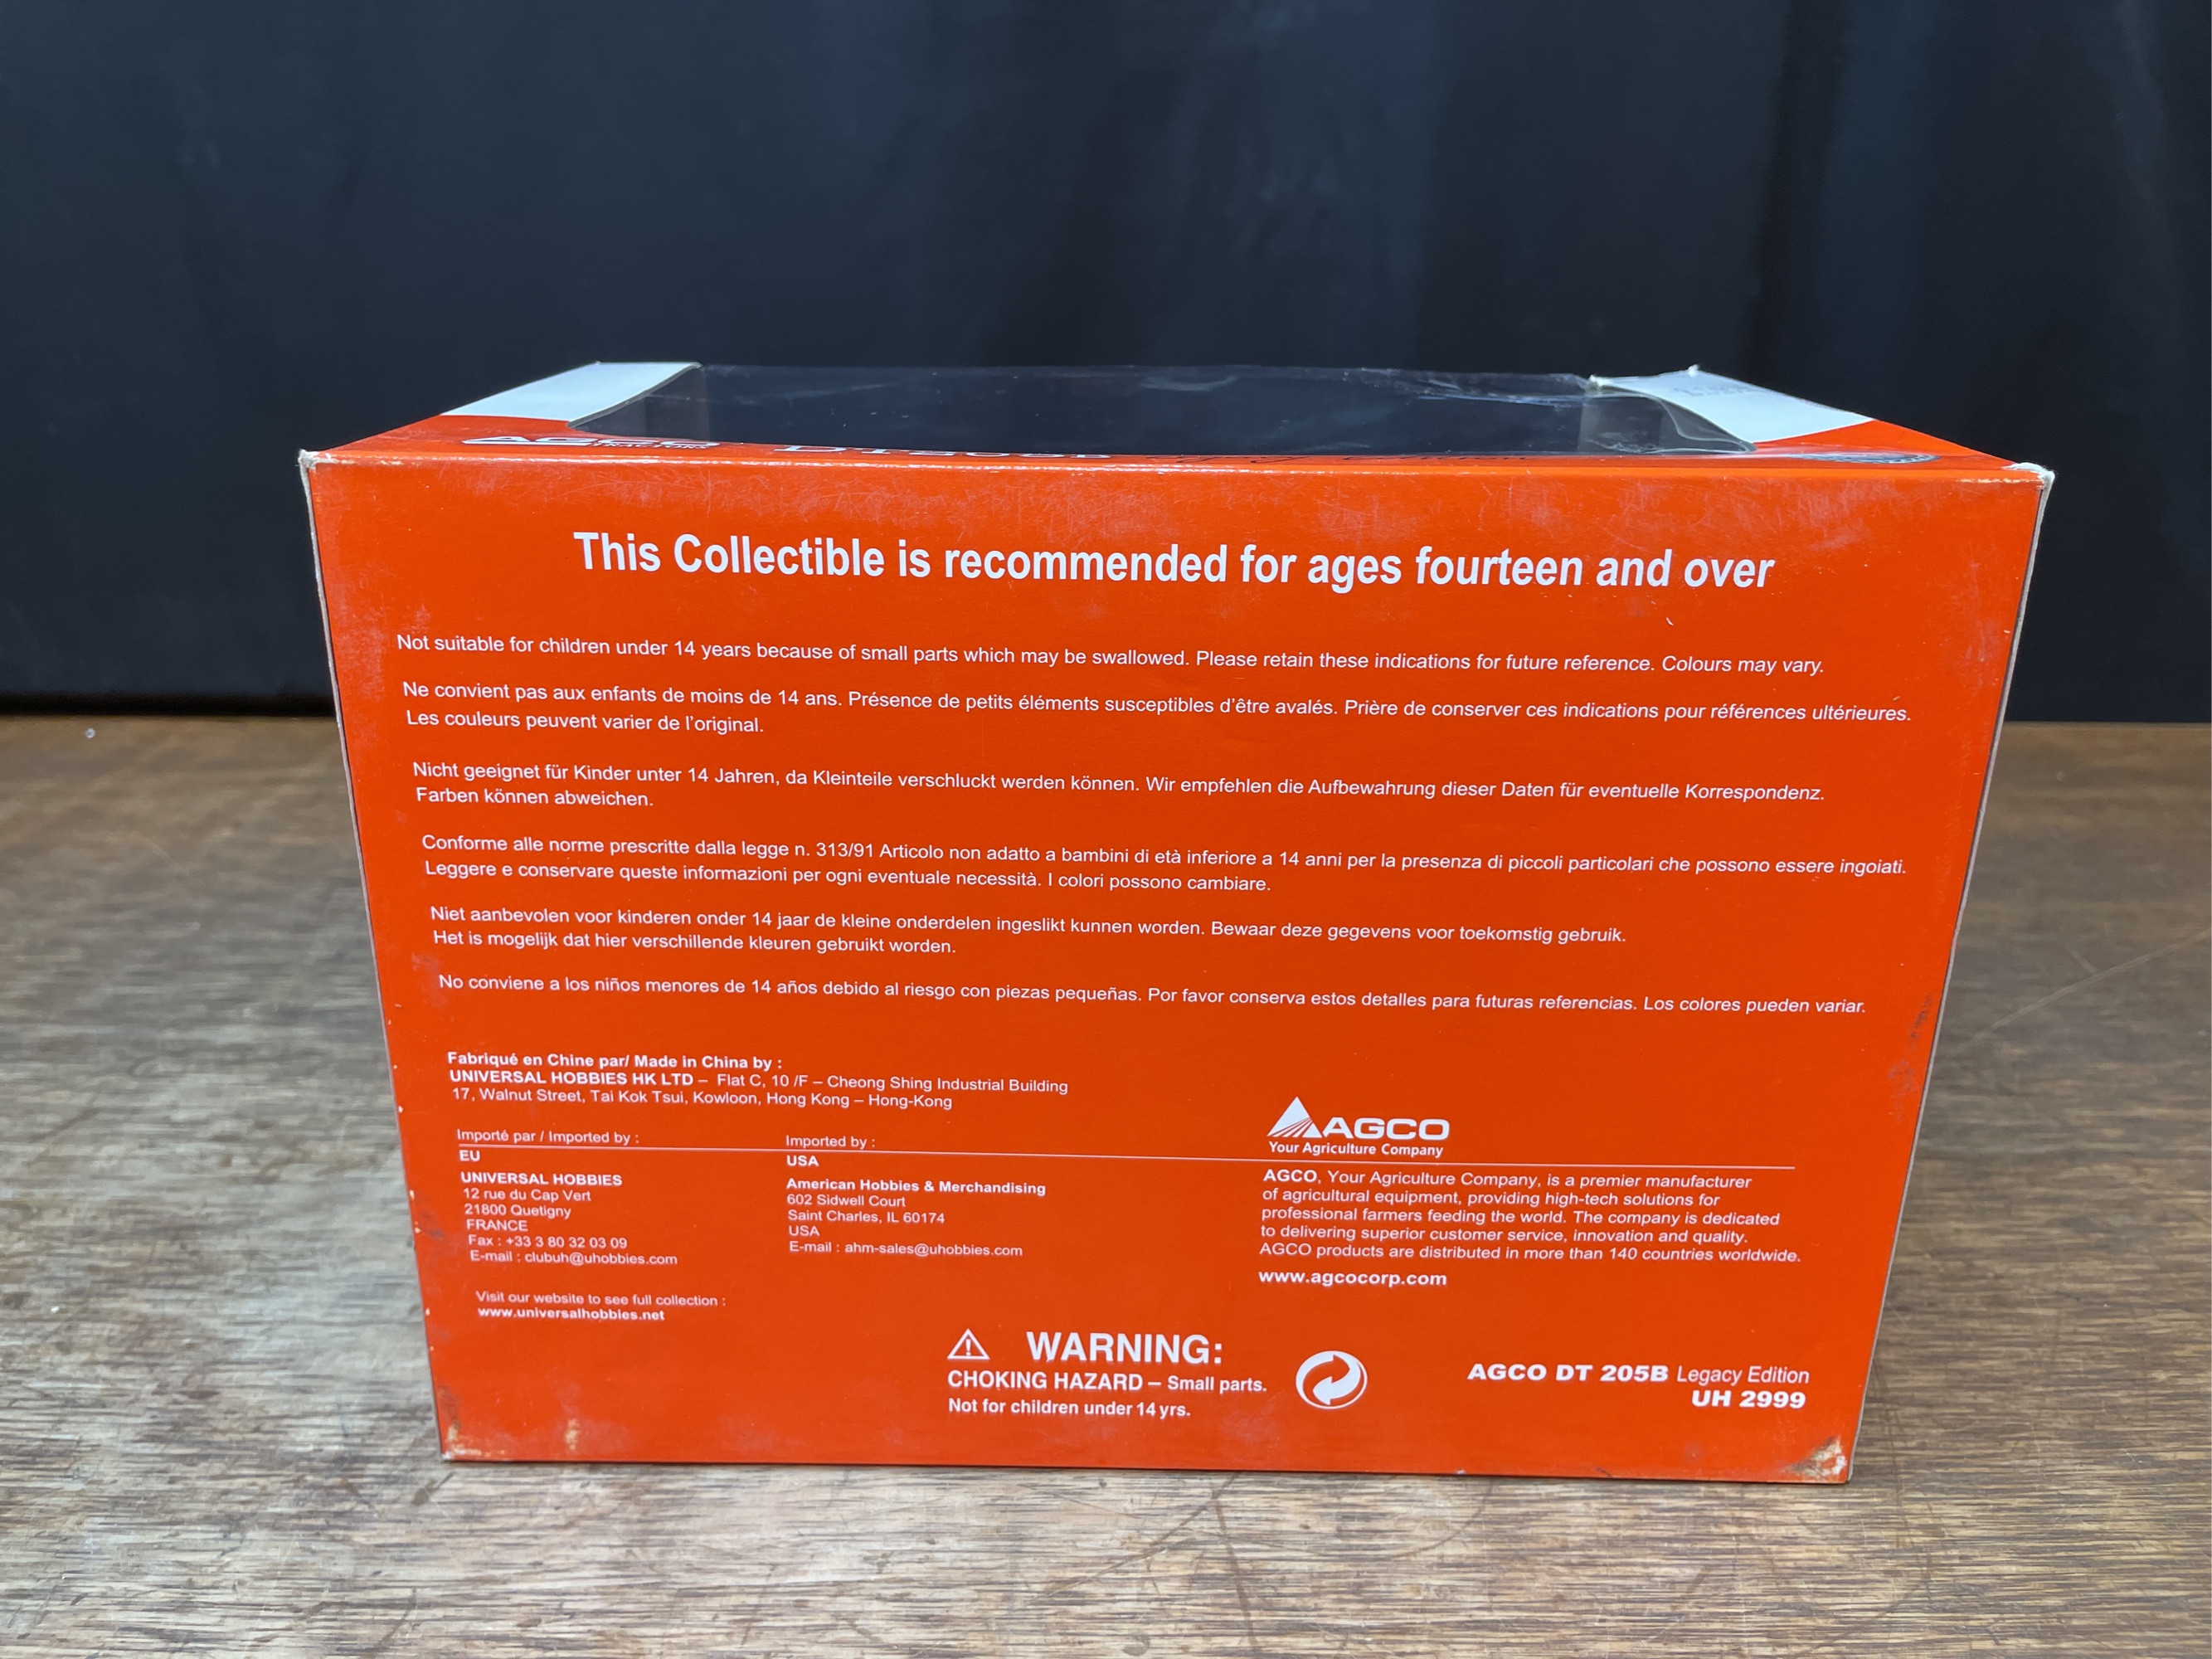 AGCO DT205B
This Collectible is recommended for ages fourteen and over
Not suitable for children under 14 years because of small parts which may be swallowed. Please retain these indications for future reference. Colours may vary.
Ne convient pas aux enfants de moins de 14 ans. Présence de petits éléments susceptibles d'être avalés. Prière de conserver ces indications pour références ultérieures.
Les couleurs peuvent varier de l'original.
Nicht geeignet für Kinder unter 14 Jahren, da Kleinteile verschluckt werden können. Wir empfehlen die Aufbewahrung dieser Daten für eventuelle Korrespondenz.
Farben können abweichen.
Conforme alle norme prescritte dalla legge n. 313/91 Articolo non adatto a bambini di età inferiore a 14 anni per la presenza di piccoli particolari che possono essere ingoiati.
Leggere e conservare queste informazioni per ogni eventuale necessità. I colori possono cambiare.
Niet aanbevolen voor kinderen onder 14 jaar de kleine onderdelen ingeslikt kunnen worden. Bewaar deze gegevens voor toekomstig gebruik.
Het is mogelijk dat hier verschillende kleuren gebruikt worden.
No conviene a los niños menores de 14 años debido al riesgo con piezas pequeñas. Por favor conserva estos detalles para futuras referencias. Los colores pueden variar.
Fabriqué en Chine par/ Made in China by :
UNIVERSAL HOBBIES HK LTD – Flat C, 10 /F – Cheong Shing Industrial Building
17, Walnut Street, Tai Kok Tsui, Kowloon, Hong Kong – Hong-Kong
Importé par / Imported by :
EU
UNIVERSAL HOBBIES
12 rue du Cap Vert
21800 Quetigny
FRANCE
Fax : +33 3 80 32 03 09
E-mail : clubuh@uhobbies.com
Visit our website to see full collection :
www.universalhobbies.net
Imported by :
USA
American Hobbies & Merchandising
602 Sidwell Court
Saint Charles, IL 60174
USA
E-mail : ahm-sales@uhobbies.com
AGCO
Your Agriculture Company
AGCO, Your Agriculture Company, is a premier manufacturer
of agricultural equipment, providing high-tech solutions for
professional farmers feeding the world. The company is dedicated
to delivering superior customer service, innovation and quality.
AGCO products are distributed in more than 140 countries worldwide.
www.agcocorp.com
WARNING:
CHOKING HAZARD – Small parts.
Not for children under 14 yrs.
AGCO DT 205B Legacy Edition
UH 2999